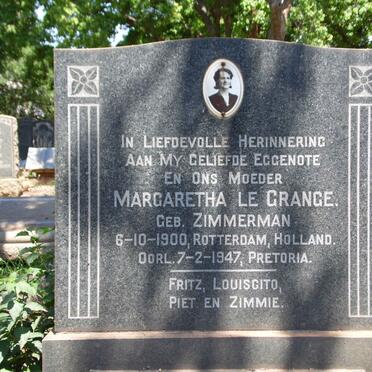 In Liefdevolle Herinnering
Aan My Geliefde Eggenote
En Ons Moeder
Margaretha Le Grange.
Geb. Zimmerman
6-10-1900, Rotterdam, Holland.
Oorl. 7-2-1947, Pretoria.
Fritz, Louiscito,
Piet en Zimmie.